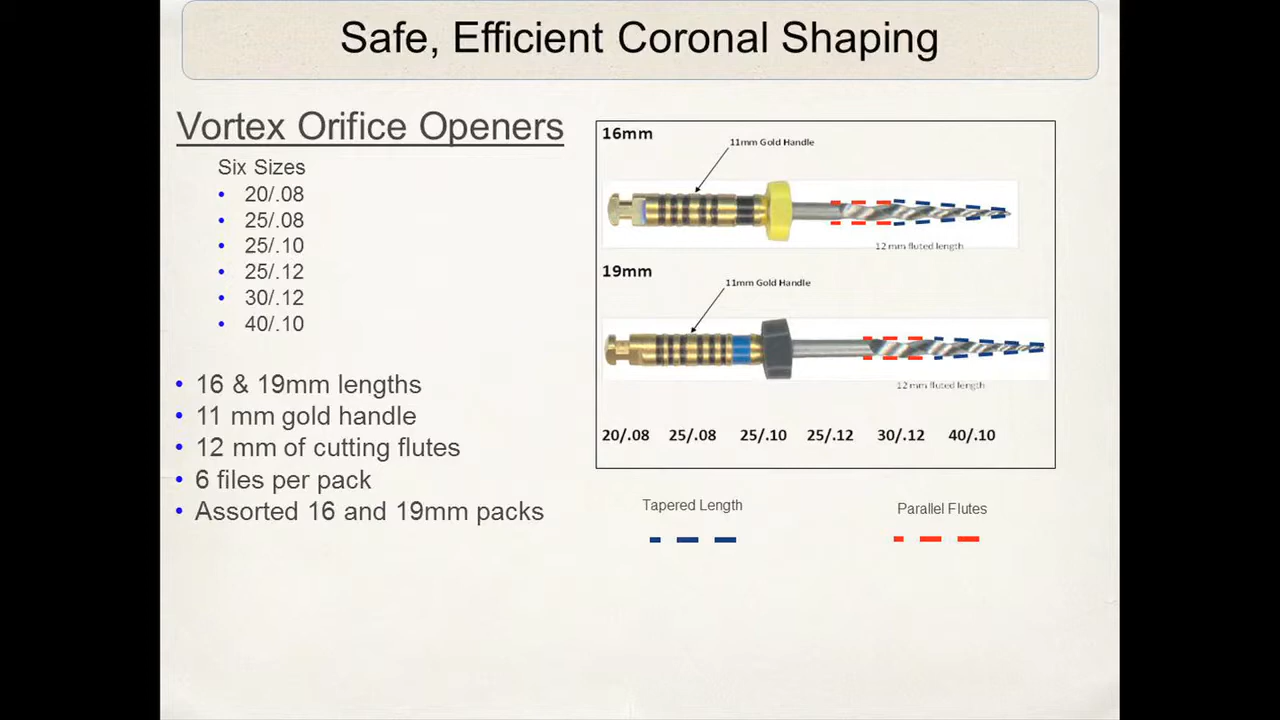 Safe, Efficient Coronal Shaping
Vortex Orifice Openers
Six Sizes
• 20/.08
• 25/.08
• 25/.10
• 25/.12
• 30/.12
• 40/.10
• 16 & 19mm lengths
• 11 mm gold handle
• 12 mm of cutting flutes
• 6 files per pack
• Assorted 16 and 19mm packs
16mm
11mm Gold Handle
12 mm fluted length
19mm
11mm Gold Handle
12 mm fluted length
20/.08 25/.08 25/.10 25/.12 30/.12 40/.10
Tapered Length
Parallel Flutes